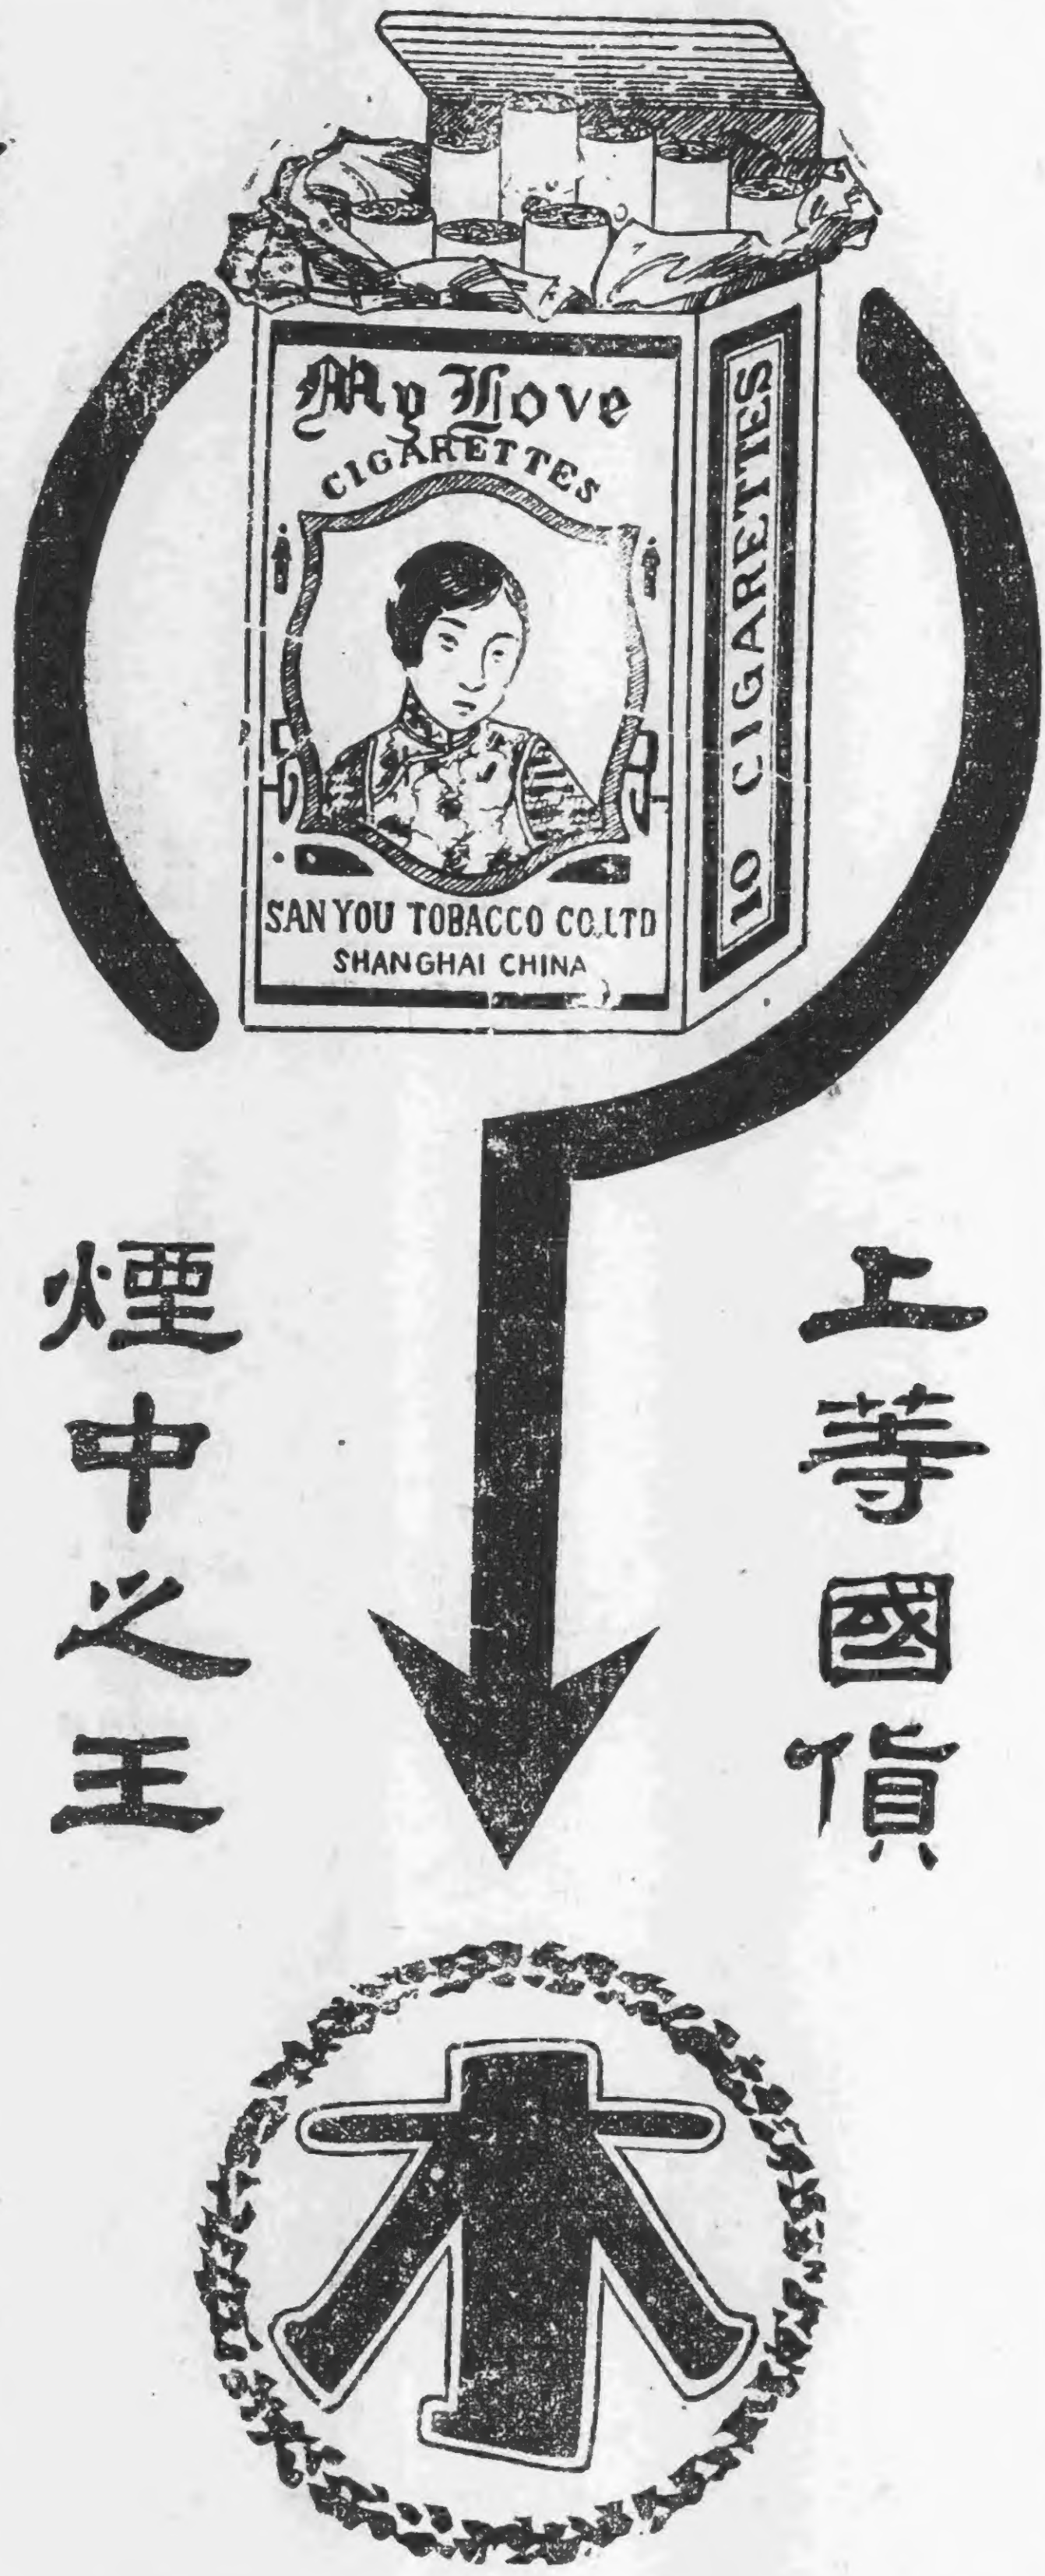 My Love
CIGARETTES
SAN YOU TOBACCO CO.LTD
SHANGHAI CHINA
10 CIGARETTES
上等國貨
煙中之王
木